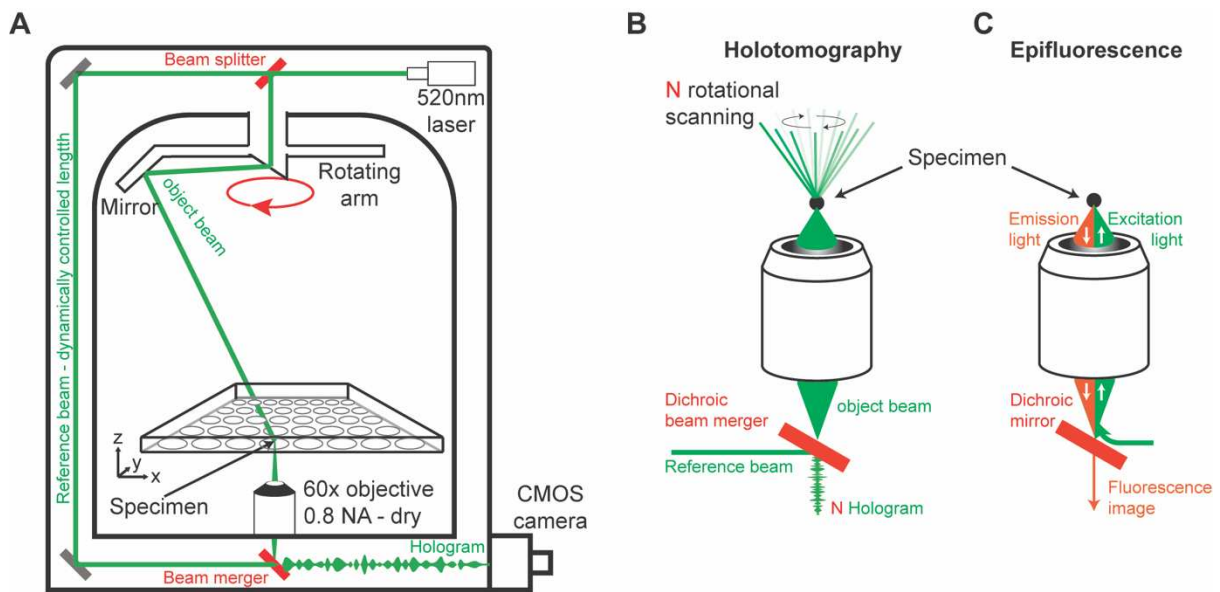 A
Beam splitter
520nm
laser
Rotating
arm
Mirror
object beam
Reference beam - dynamically controlled lengtth
z
y
x
Specimen
60x objective
0.8 NA - dry
CMOS
camera
Hologram
Beam merger
B
Holotomography
N rotational
scanning
Specimen
Dichroic
beam merger
object beam
Reference beam
N Hologram
C
Epifluorescence
Emission
light
Excitation
light
Dichroic
mirror
Fluorescence
image